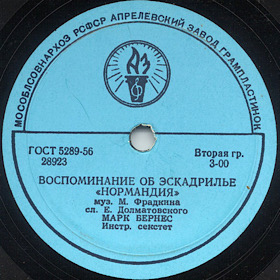 МОСОБЛСОВНАРХОЗ РСФСР АПРЕЛЕВСКИЙ ЗАВОД ГРАМПЛАСТИНОК
ГОСТ 5289-56
28923
Вторая гр.
3-00
ВОСПОМИНАНИЕ ОБ ЭСКАДРИЛЬЕ
«НОРМАНДИЯ»
муз. М. Фрадкина
сл. Е. Долматовского
МАРК БЕРНЕС
Инстр. секстет